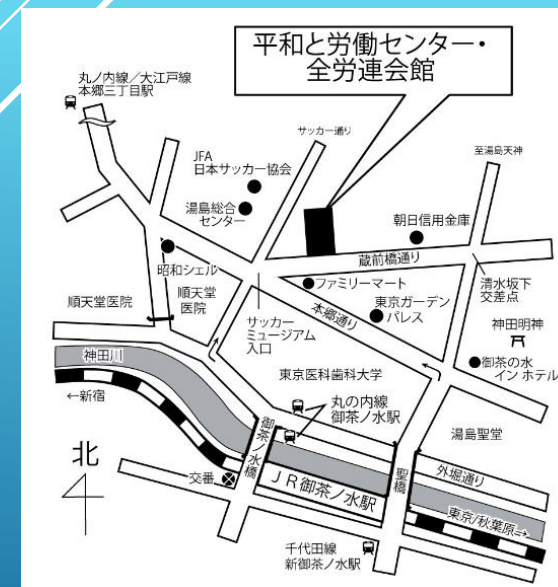 平和と労働センター・
全労連会館
丸ノ内線／大江戸線
本郷三丁目駅
サッカー通り
至湯島天神
JFA
日本サッカー協会
湯島総合
センター
朝日信用金庫
蔵前橋通り
昭和シェル
ファミリーマート
清水坂下
交差点
順天堂医院
順天堂
医院
本郷通り
東京ガーデン
パレス
サッカー
ミュージアム
入口
神田明神
御茶の水
イン ホテル
神田川
東京医科歯科大学
←新宿
丸の内線
御茶ノ水駅
湯島聖堂
御茶ノ水橋
北
交番
JR御茶ノ水駅
聖橋
外堀通り
東京/秋葉原→
千代田線
新御茶ノ水駅